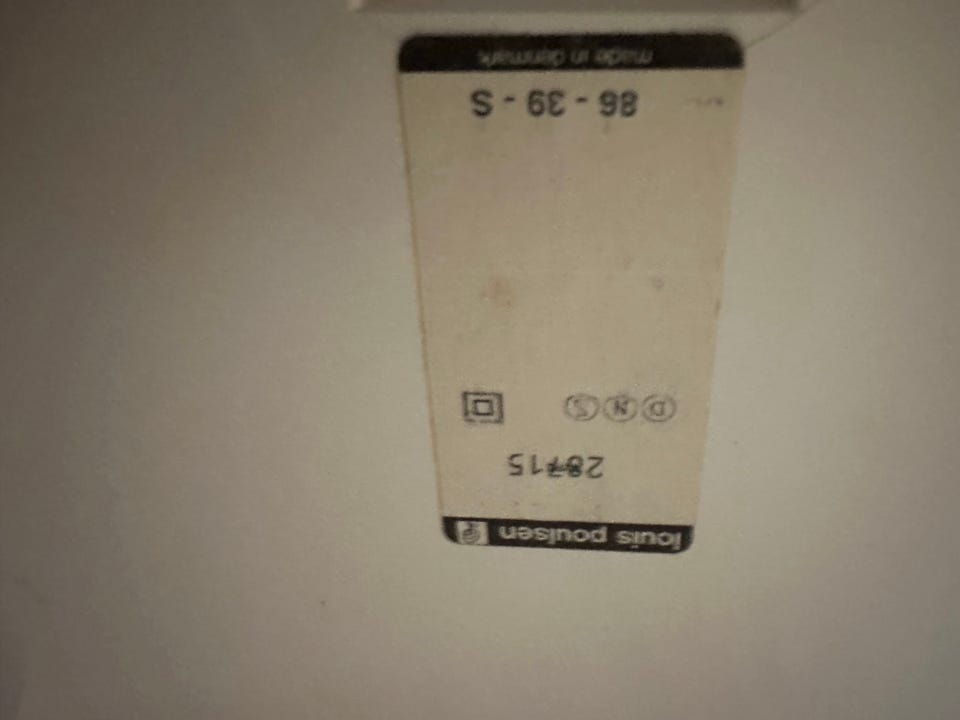 louis poulsen
28715
D N S
86 - 39 - S
made in denmark